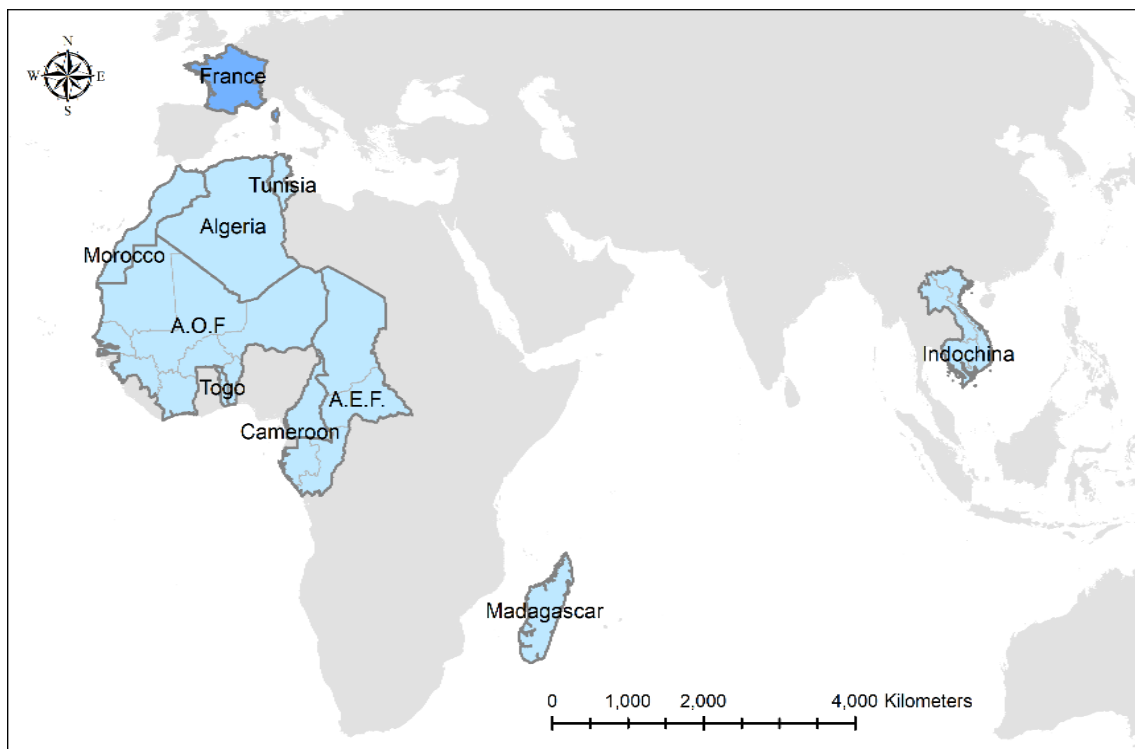 N
W E
S
France
Tunisia
Algeria
Morocco
A.O.F
Togo
A.E.F.
Cameroon
Indochina
Madagascar
0 1,000 2,000 4,000 Kilometers